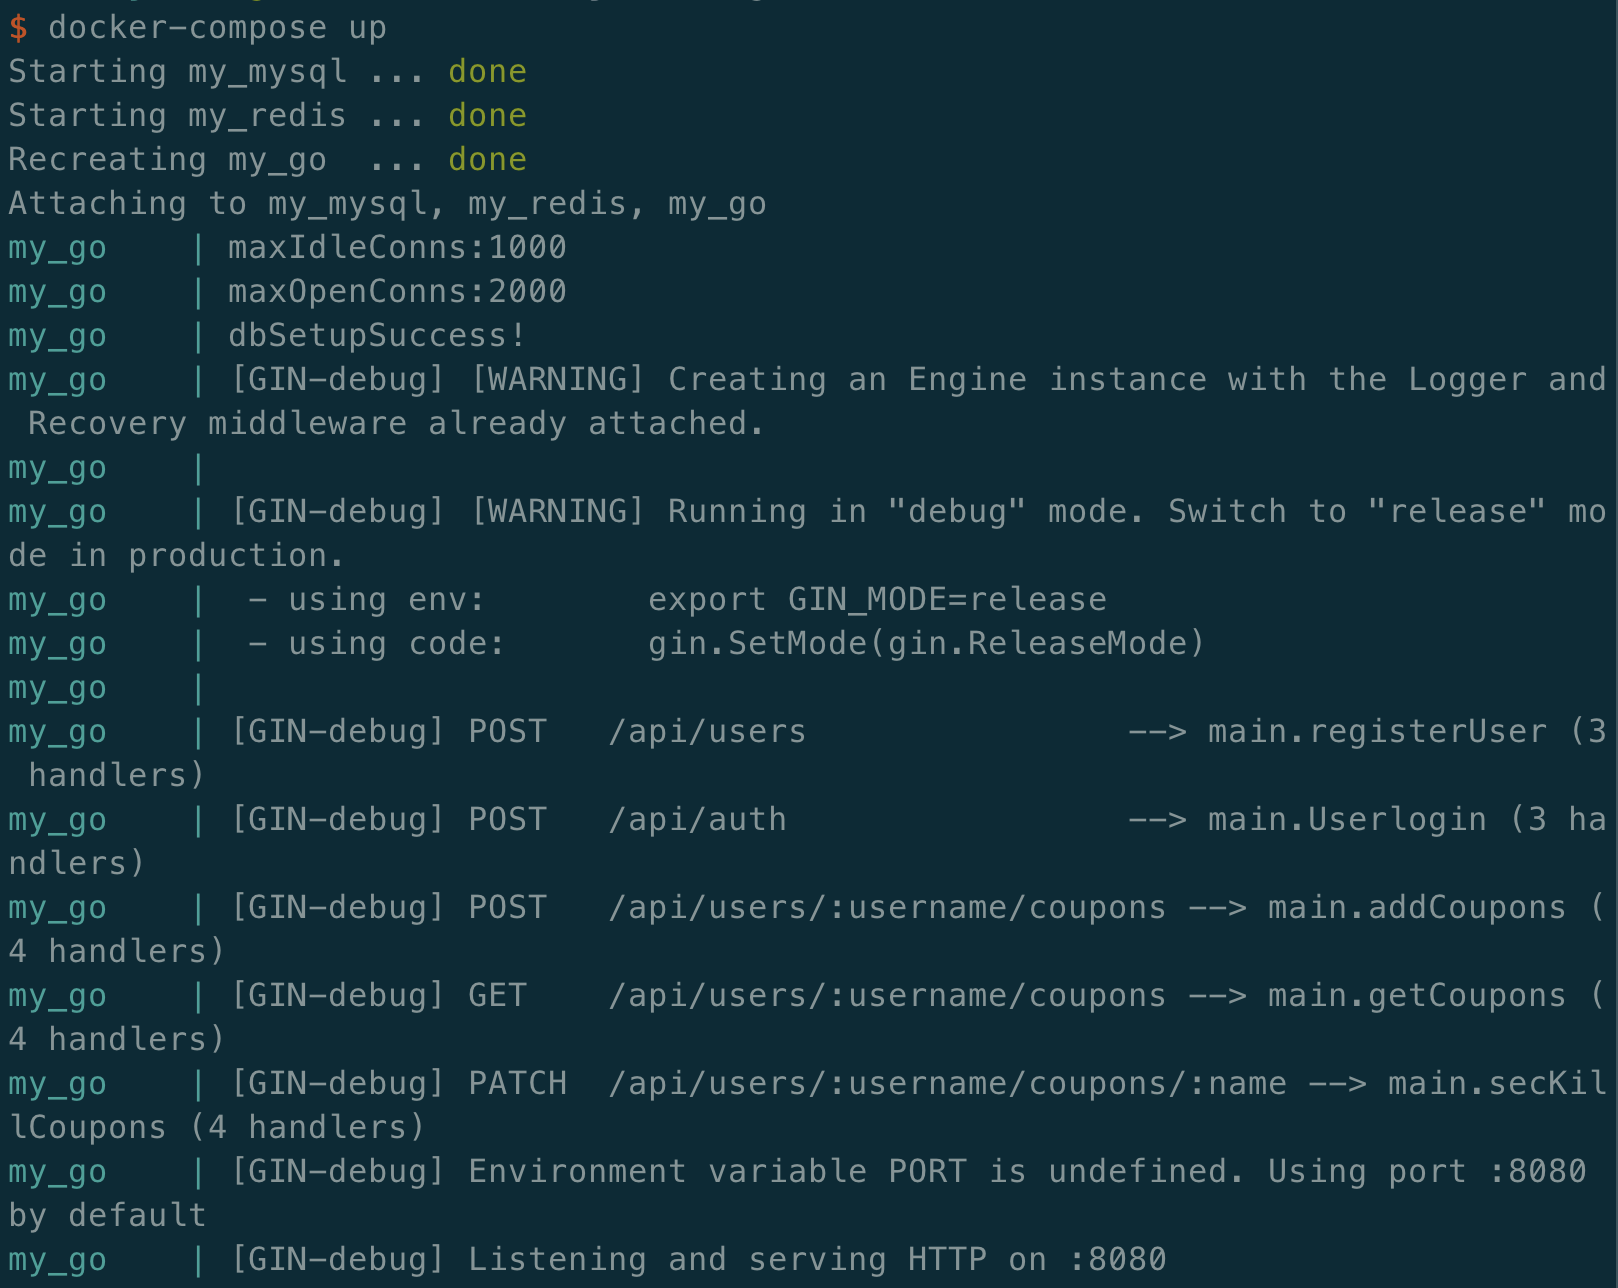 $ docker-compose up
Starting my_mysql ... done
Starting my_redis ... done
Recreating my_go  ... done
Attaching to my_mysql, my_redis, my_go
my_go    | maxIdleConns:1000
my_go    | maxOpenConns:2000
my_go    | dbSetupSuccess!
my_go    | [GIN-debug] [WARNING] Creating an Engine instance with the Logger and
 Recovery middleware already attached.
my_go    |
my_go    | [GIN-debug] [WARNING] Running in "debug" mode. Switch to "release" mo
de in production.
my_go    |  - using env:        export GIN_MODE=release
my_go    |  - using code:       gin.SetMode(gin.ReleaseMode)
my_go    |
my_go    | [GIN-debug] POST   /api/users                --> main.registerUser (3
 handlers)
my_go    | [GIN-debug] POST   /api/auth                 --> main.Userlogin (3 ha
ndlers)
my_go    | [GIN-debug] POST   /api/users/:username/coupons --> main.addCoupons (
4 handlers)
my_go    | [GIN-debug] GET    /api/users/:username/coupons --> main.getCoupons (
4 handlers)
my_go    | [GIN-debug] PATCH  /api/users/:username/coupons/:name --> main.secKil
lCoupons (4 handlers)
my_go    | [GIN-debug] Environment variable PORT is undefined. Using port :8080
by default
my_go    | [GIN-debug] Listening and serving HTTP on :8080